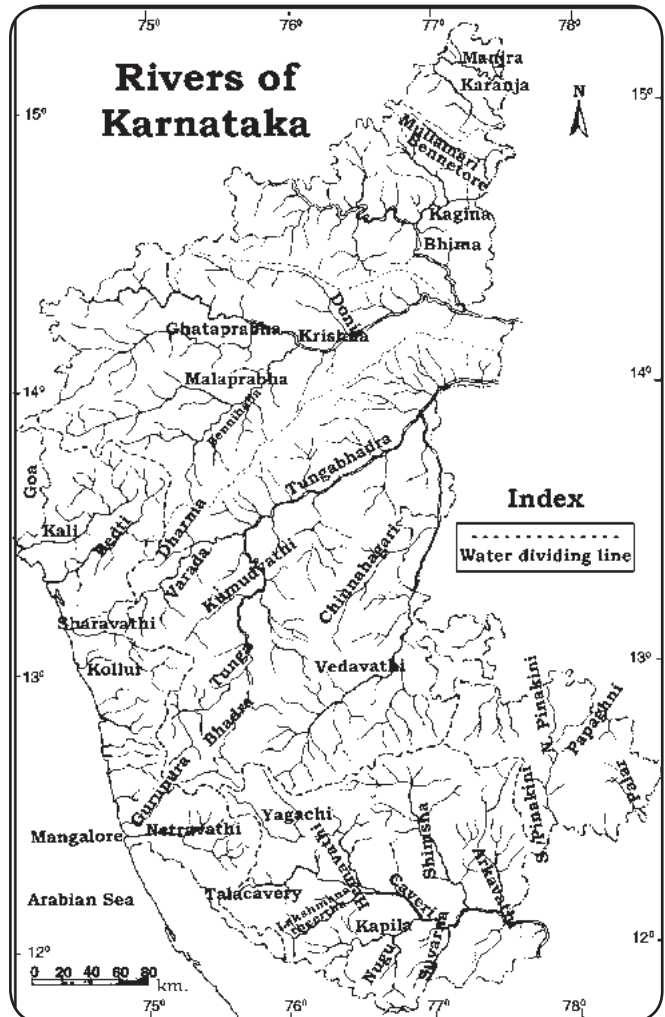 75⁰ 76⁰ 77⁰ 78⁰
Rivers of
Karnataka
N
15⁰ 15⁰
Manjra
Karanja
Mullamari
Bennetore
Kagina
Bhima
Doni
Ghataprabha
Krishna
Malaprabha
14⁰ 14⁰
Bennihalla
Tungabhadra
Goa
Kali
Bedti
Dharma
Varada
Kumudvathi
Chinnahagari
Index
Water dividing line
Sharavathi
Kollur
13⁰ 13⁰
Tunga
Vedavathi
Bhadra
N. Pinakini
Papaghni
Palar
S. Pinakini
Gurupura
Netravathi
Mangalore
Yagachi
Hemavathi
Shimsha
Arkavathi
Arabian Sea
Talacavery
Lakshmana
Caveri
Kapila
Nugu
Suvarna
12⁰ 12⁰
0 20 40 60 80
km.
75⁰ 76⁰ 77⁰ 78⁰